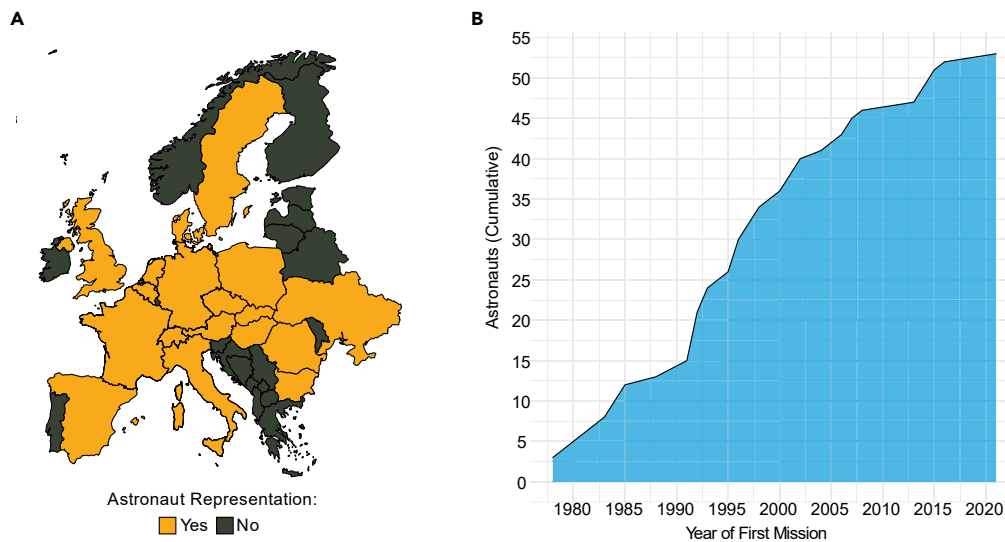 A
Astronaut Representation:
Yes No
B
Astronauts (Cumulative)
55
50
45
40
35
30
25
20
15
10
5
0
1980 1985 1990 1995 2000 2005 2010 2015 2020
Year of First Mission